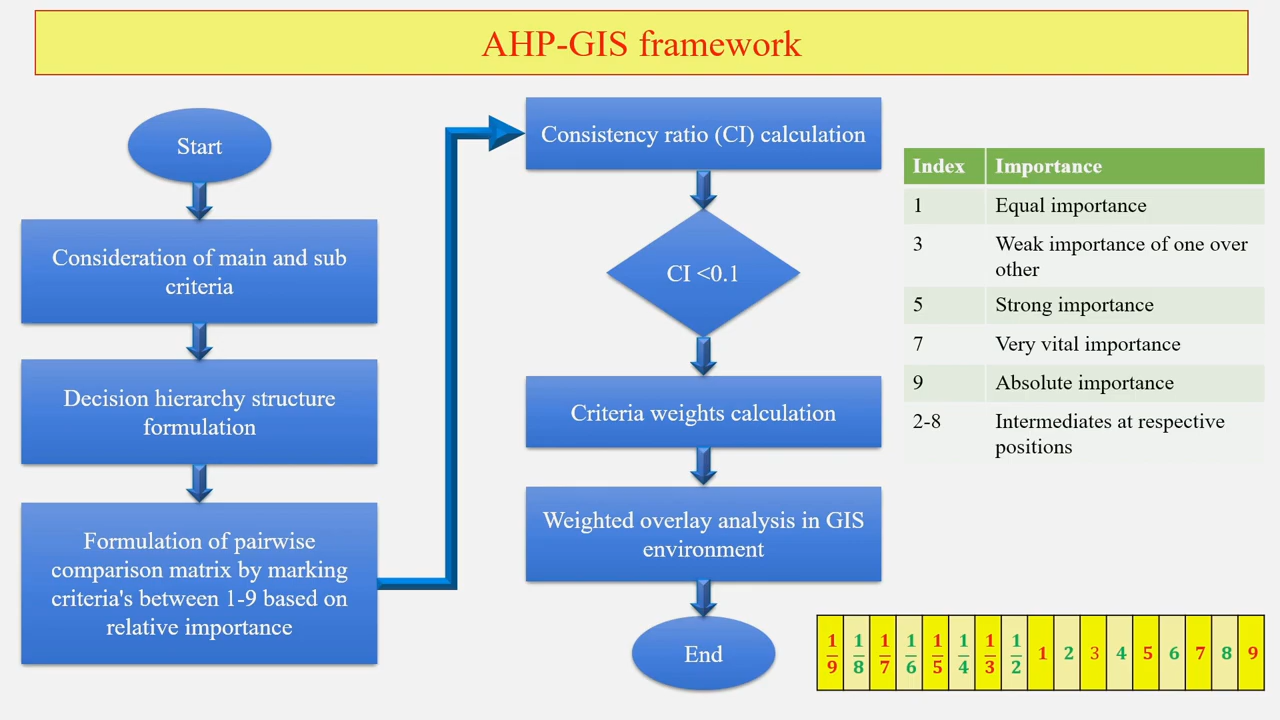 AHP-GIS framework
Start
Consideration of main and sub
criteria
Decision hierarchy structure
formulation
Formulation of pairwise
comparison matrix by marking
criteria's between 1-9 based on
relative importance
Consistency ratio (CI) calculation
CI <0.1
Criteria weights calculation
Weighted overlay analysis in GIS
environment
End
Index Importance
1 Equal importance
3 Weak importance of one over
other
5 Strong importance
7 Very vital importance
9 Absolute importance
2-8 Intermediates at respective
positions
1/9 1/8 1/7 1/6 1/5 1/4 1/3 1/2 1 2 3 4 5 6 7 8 9